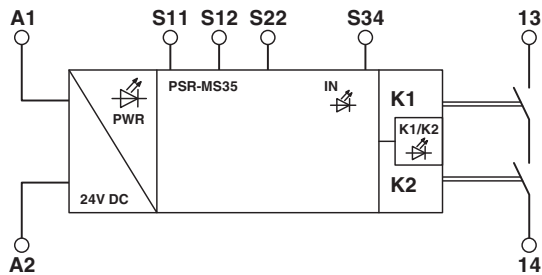 A1 S11 S12 S22 S34 13
PSR-MS35 IN K1
PWR K1/K2
24V DC K2
A2 14